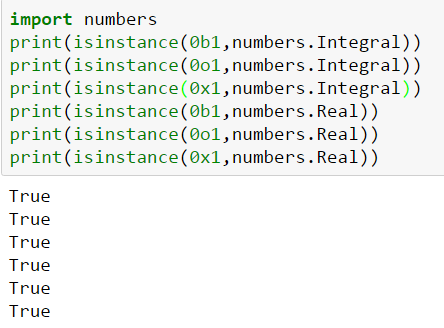 import numbers
print(isinstance(0b1,numbers.Integral))
print(isinstance(0o1,numbers.Integral))
print(isinstance(0x1,numbers.Integral))
print(isinstance(0b1,numbers.Real))
print(isinstance(0o1,numbers.Real))
print(isinstance(0x1,numbers.Real))
True
True
True
True
True
True